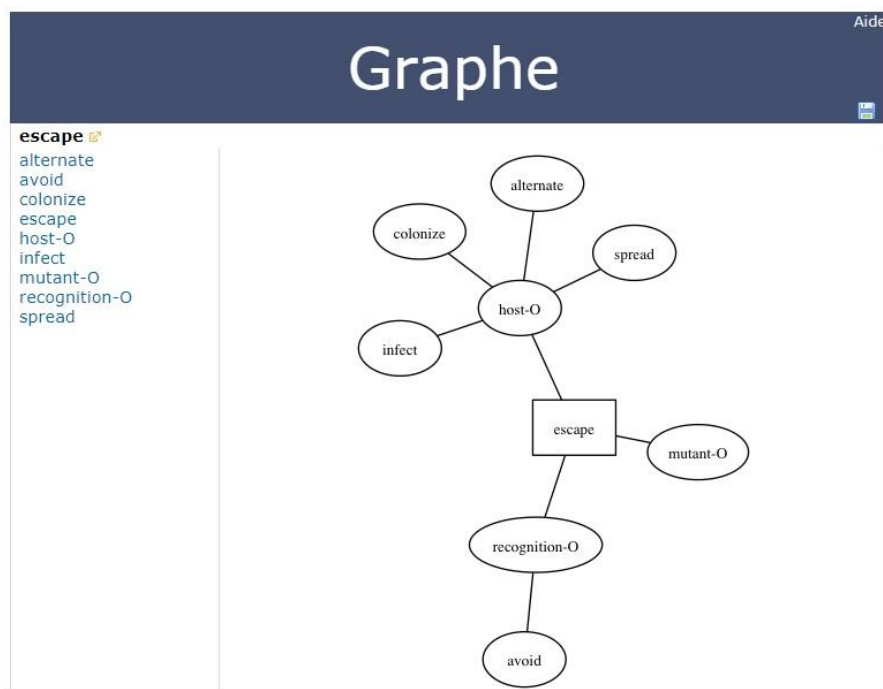 Aide
Graphe
escape
alternate
avoid
colonize
escape
host-O
infect
mutant-O
recognition-O
spread
alternate
colonize
spread
host-O
infect
escape
mutant-O
recognition-O
avoid